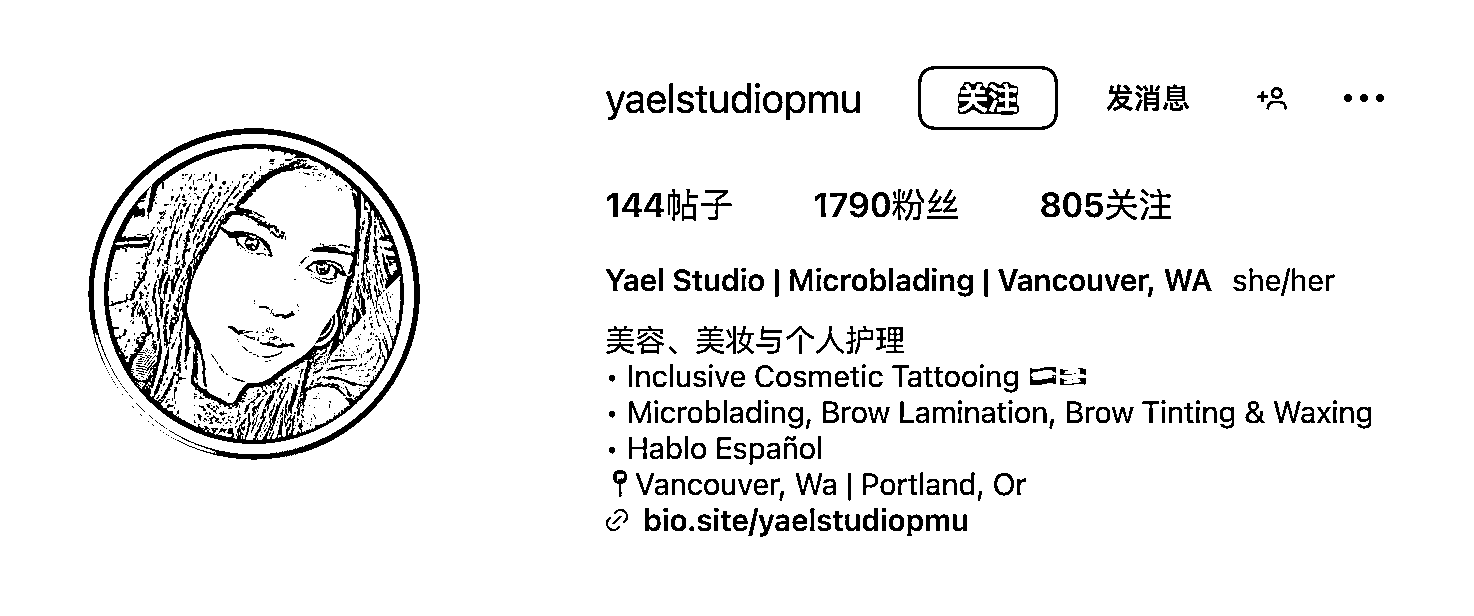 yaelstudiopmu 关注 发消息
144帖子 1790粉丝 805关注
Yael Studio | Microblading | Vancouver, WA she/her
美容、美妆与个人护理
• Inclusive Cosmetic Tattooing
• Microblading, Brow Lamination, Brow Tinting & Waxing
• Hablo Español
Vancouver, Wa | Portland, Or
bio.site/yaelstudiopmu